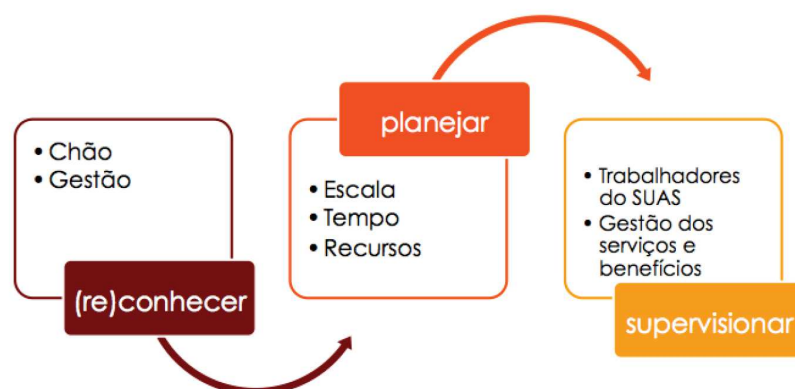 • Chão
• Gestão
(re)conhecer
planejar
• Escala
• Tempo
• Recursos
• Trabalhadores
do SUAS
• Gestão dos
serviços e
benefícios
supervisionar